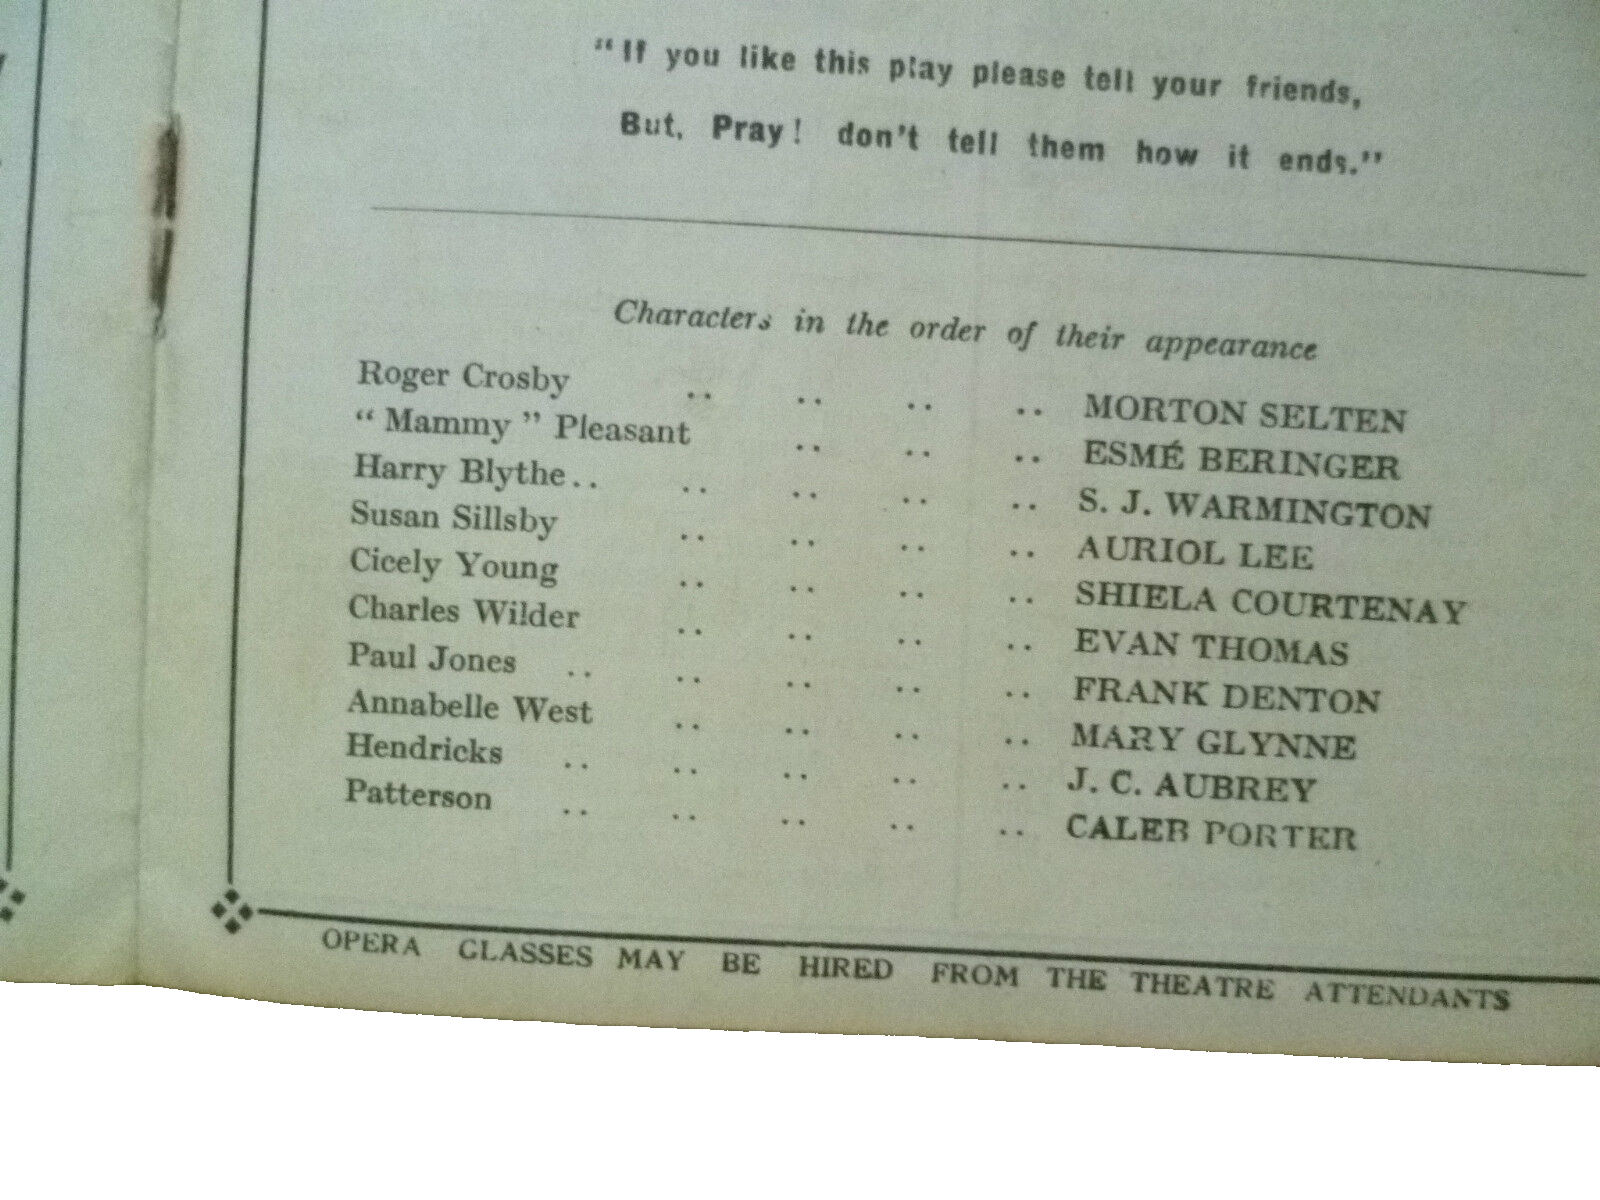 “If you like this play please tell your friends,
But, Pray! don’t tell them how it ends.”
Characters in the order of their appearance
Roger Crosby .. .. .. .. MORTON SELTEN
“Mammy” Pleasant .. .. .. ESMÉ BERINGER
Harry Blythe.. .. .. .. .. S. J. WARMINGTON
Susan Sillsby .. .. .. .. AURIOL LEE
Cicely Young .. .. .. .. SHIELA COURTENAY
Charles Wilder .. .. .. .. EVAN THOMAS
Paul Jones .. .. .. .. .. FRANK DENTON
Annabelle West .. .. .. .. MARY GLYNNE
Hendricks .. .. .. .. .. J. C. AUBREY
Patterson .. .. .. .. .. CALEB PORTER
OPERA GLASSES MAY BE HIRED FROM THE THEATRE ATTENDANTS